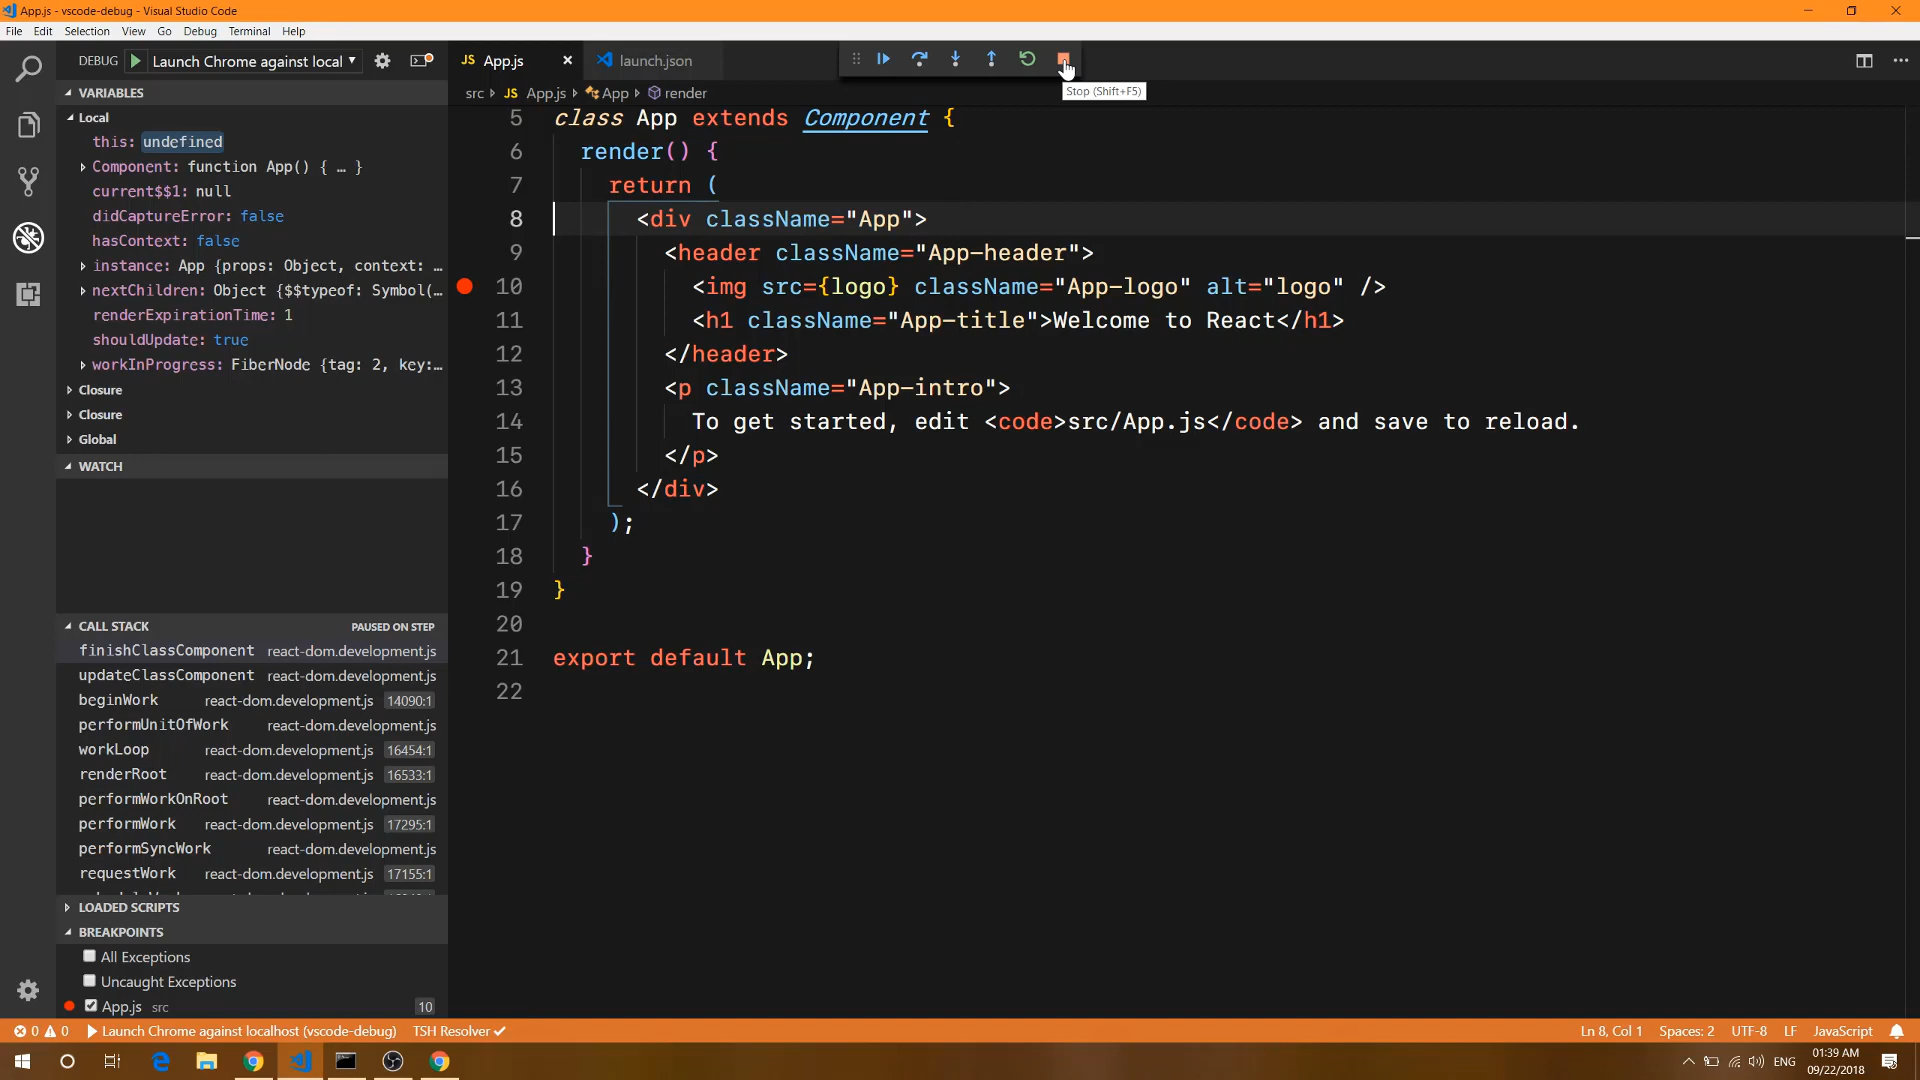 App.js - vscode-debug - Visual Studio Code
File Edit Selection View Go Debug Terminal Help
DEBUG Launch Chrome against local
JS App.js × launch.json
Stop (Shift+F5)
src JS App.js App render
VARIABLES
Local
this: undefined
Component: function App() { … }
current$$1: null
didCaptureError: false
hasContext: false
instance: App {props: Object, context: …
nextChildren: Object {$$typeof: Symbol(…
renderExpirationTime: 1
shouldUpdate: true
workInProgress: FiberNode {tag: 2, key:…
Closure
Closure
Global
WATCH
CALL STACK PAUSED ON STEP
finishClassComponent react-dom.development.js
updateClassComponent react-dom.development.js
beginWork react-dom.development.js 14090:1
performUnitOfWork react-dom.development.js
workLoop react-dom.development.js 16454:1
renderRoot react-dom.development.js 16533:1
performWorkOnRoot react-dom.development.js
performWork react-dom.development.js 17295:1
performSyncWork react-dom.development.js
requestWork react-dom.development.js 17155:1
LOADED SCRIPTS
BREAKPOINTS
All Exceptions
Uncaught Exceptions
App.js src 10
5 class App extends Component {
6 render() {
7 return (
8 <div className="App">
9 <header className="App-header">
10 <img src={logo} className="App-logo" alt="logo" />
11 <h1 className="App-title">Welcome to React</h1>
12 </header>
13 <p className="App-intro">
14 To get started, edit <code>src/App.js</code> and save to reload.
15 </p>
16 </div>
17 );
18 }
19 }
20
21 export default App;
22
0 0 Launch Chrome against localhost (vscode-debug) TSH Resolver Ln 8, Col 1 Spaces: 2 UTF-8 LF JavaScript
ENG 01:39 AM
09/22/2018